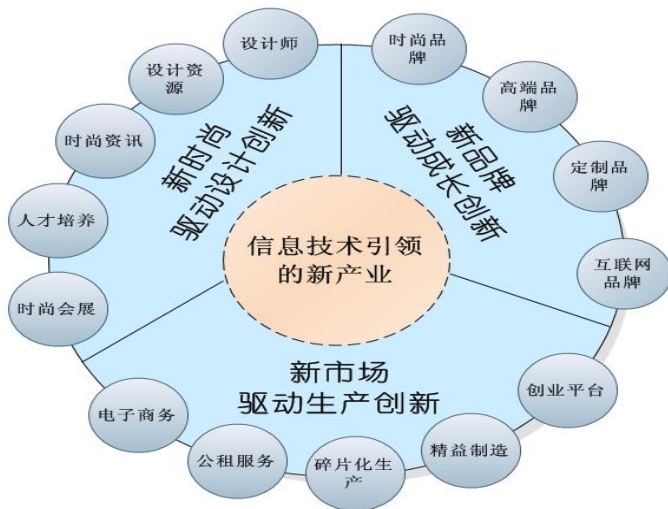 设计师
设计资
源
时尚资讯
人才培养
时尚会展
新时尚
驱动设计创新
时尚品
牌
高端品
牌
定制品
牌
互联网
品牌
新品牌
驱动成长创新
信息技术引领
的新产业
新市场
驱动生产创新
电子商务
公租服务
碎片化生
产
精益制造
创业平台